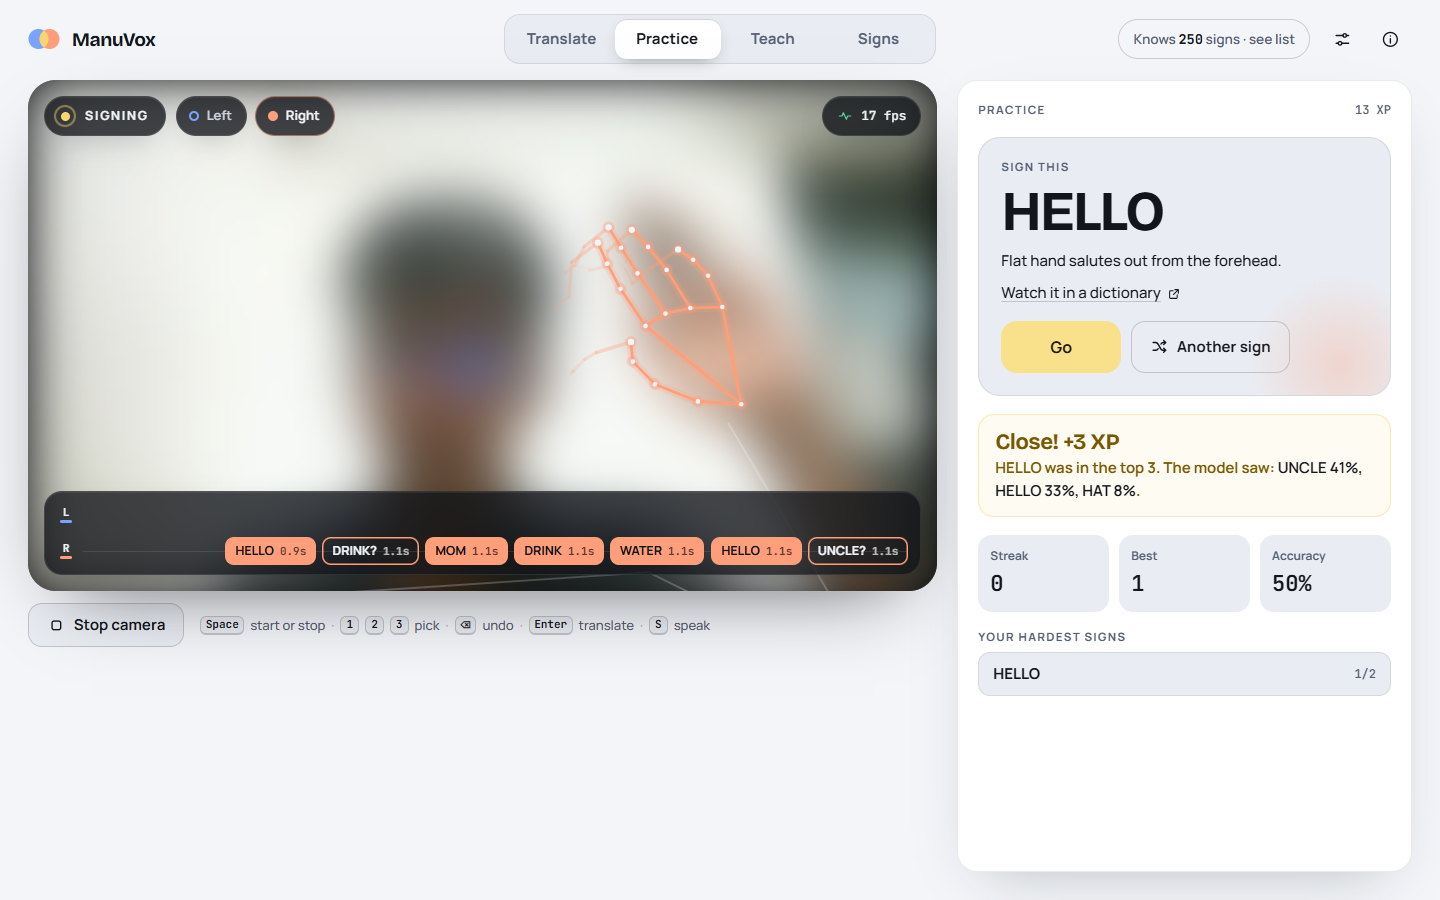 ManuVox
Translate
Practice
Teach
Signs
Knows 250 signs · see list
SIGNING
Left
Right
17 fps
L
R
HELLO 0.9s
DRINK? 1.1s
MOM 1.1s
DRINK 1.1s
WATER 1.1s
HELLO 1.1s
UNCLE? 1.1s
Stop camera
Space start or stop · 1 2 3 pick · ⌫ undo · Enter translate · S speak
PRACTICE
13 XP
SIGN THIS
HELLO
Flat hand salutes out from the forehead.
Watch it in a dictionary
Go
Another sign
Close! +3 XP
HELLO was in the top 3. The model saw: UNCLE 41%,
HELLO 33%, HAT 8%.
Streak
0
Best
1
Accuracy
50%
YOUR HARDEST SIGNS
HELLO
1/2